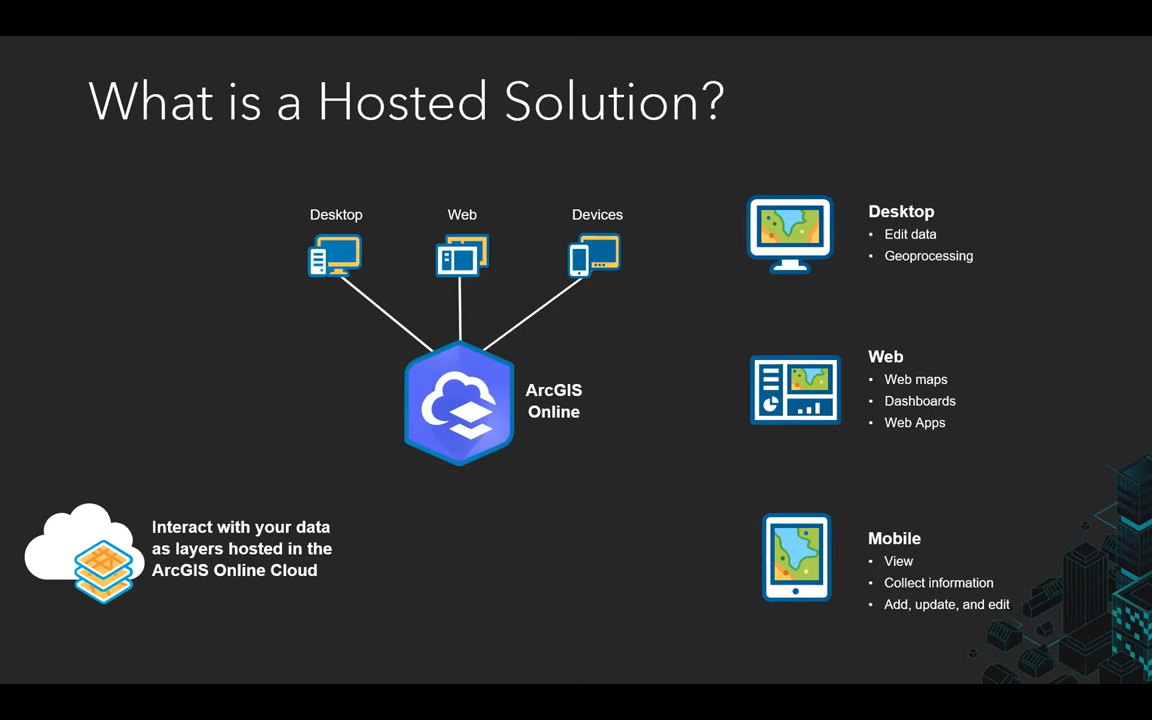 What is a Hosted Solution?
Desktop
Web
Devices
ArcGIS
Online
Interact with your data
as layers hosted in the
ArcGIS Online Cloud
Desktop
• Edit data
• Geoprocessing
Web
• Web maps
• Dashboards
• Web Apps
Mobile
• View
• Collect information
• Add, update, and edit